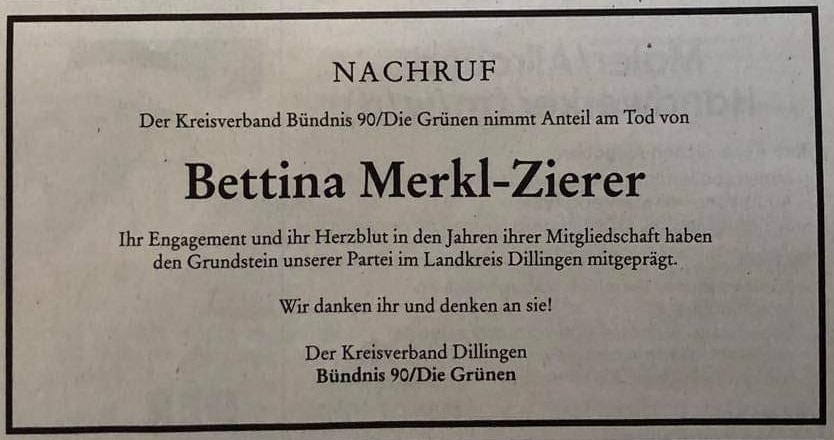 NACHRUF
Der Kreisverband Bündnis 90/Die Grünen nimmt Anteil am Tod von
Bettina Merkl-Zierer
Ihr Engagement und ihr Herzblut in den Jahren ihrer Mitgliedschaft haben
den Grundstein unserer Partei im Landkreis Dillingen mitgeprägt.
Wir danken ihr und denken an sie!
Der Kreisverband Dillingen
Bündnis 90/Die Grünen